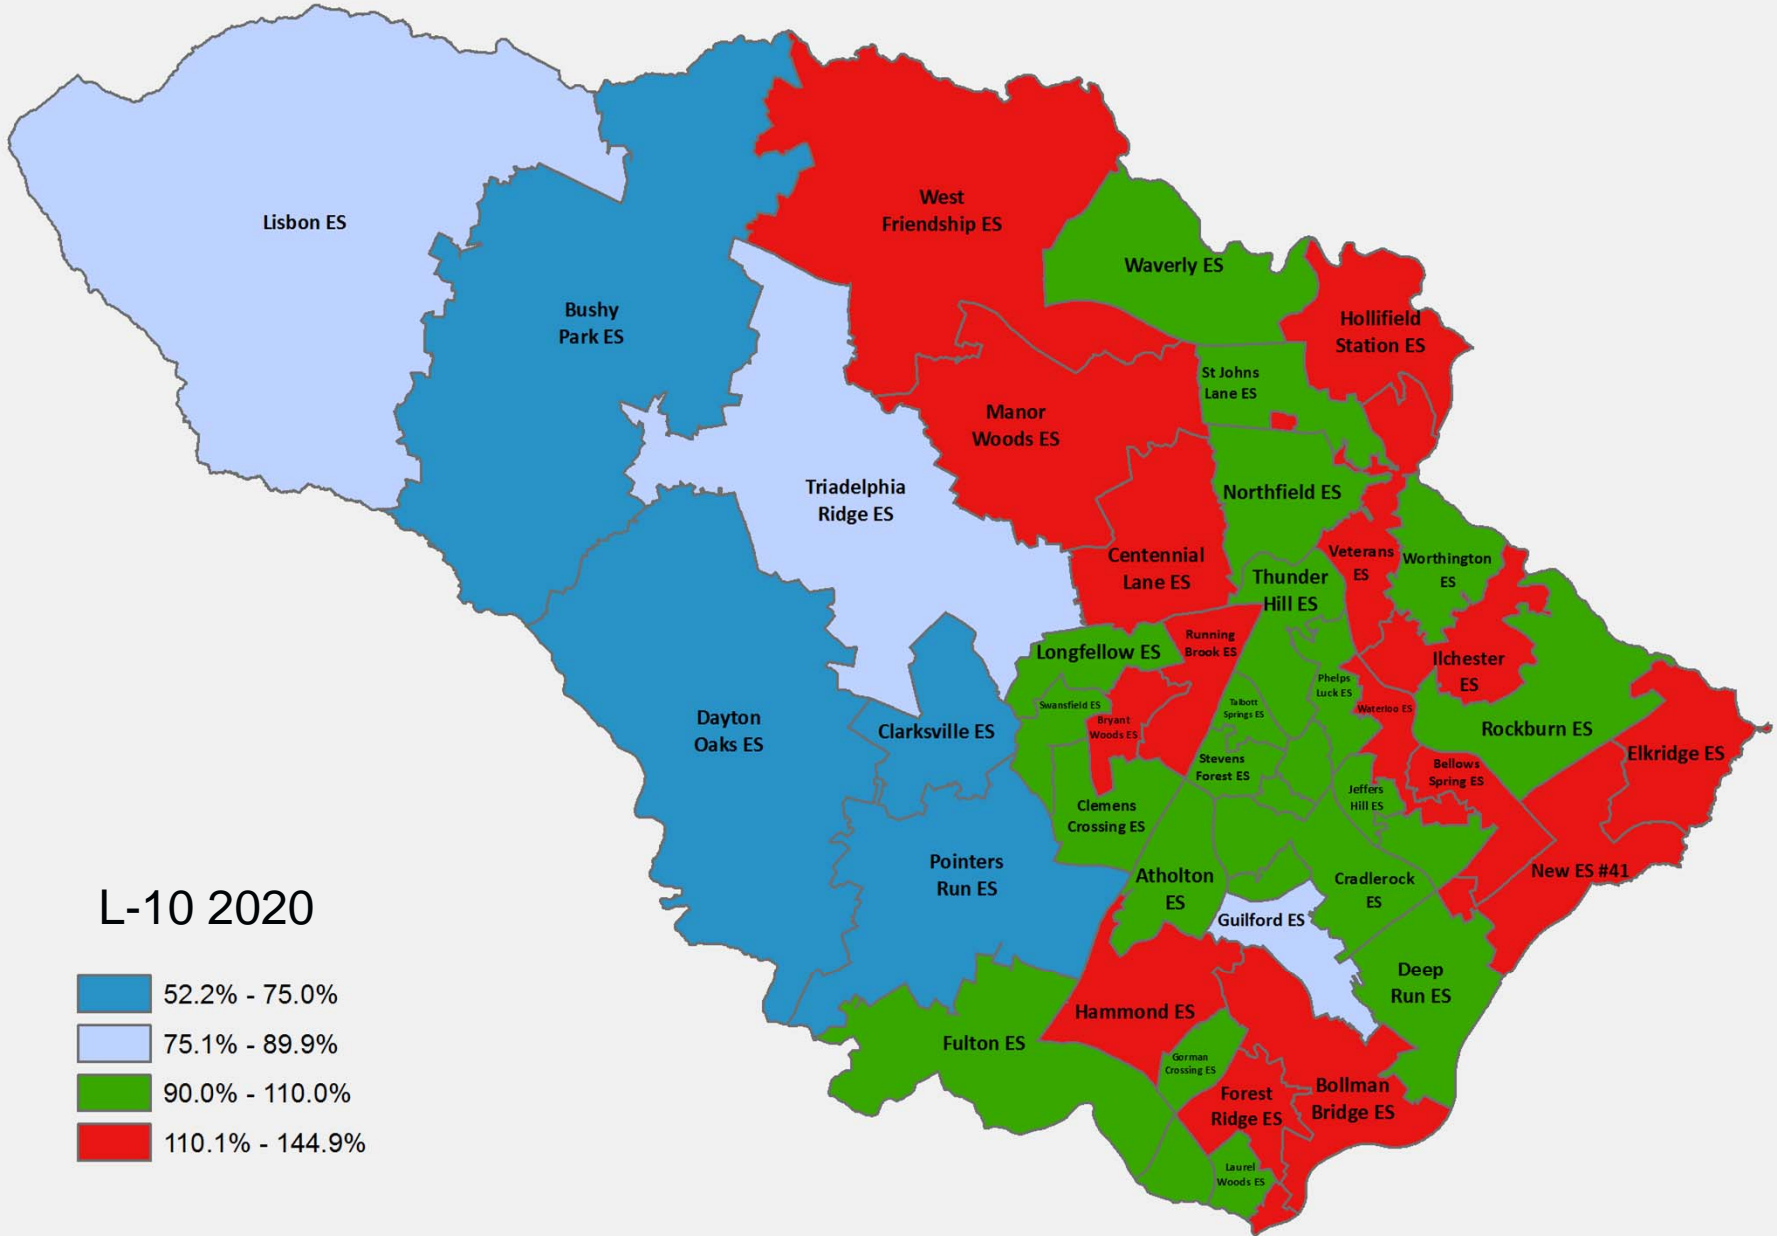 Lisbon ES
West
Friendship ES
Waverly ES
Bushy
Park ES
Hollifield
Station ES
St Johns
Lane ES
Manor
Woods ES
Triadelphia
Ridge ES
Northfield ES
Centennial
Lane ES
Veterans
ES
Worthington
ES
Thunder
Hill ES
Running
Brook ES
Longfellow ES
Ilchester
ES
Phelps
Luck ES
Swansfield ES
Talbott
Springs ES
Waterloo ES
Bryant
Woods ES
Dayton
Oaks ES
Clarksville ES
Rockburn ES
Elkridge ES
Stevens
Forest ES
Bellows
Spring ES
Jeffers
Hill ES
Clemens
Crossing ES
Pointers
Run ES
Atholton
ES
Cradlerock
ES
New ES #41
Guilford ES
Deep
Run ES
Hammond ES
Fulton ES
Gorman
Crossing ES
Forest
Ridge ES
Bollman
Bridge ES
Laurel
Woods ES
L-10 2020
52.2% - 75.0%
75.1% - 89.9%
90.0% - 110.0%
110.1% - 144.9%